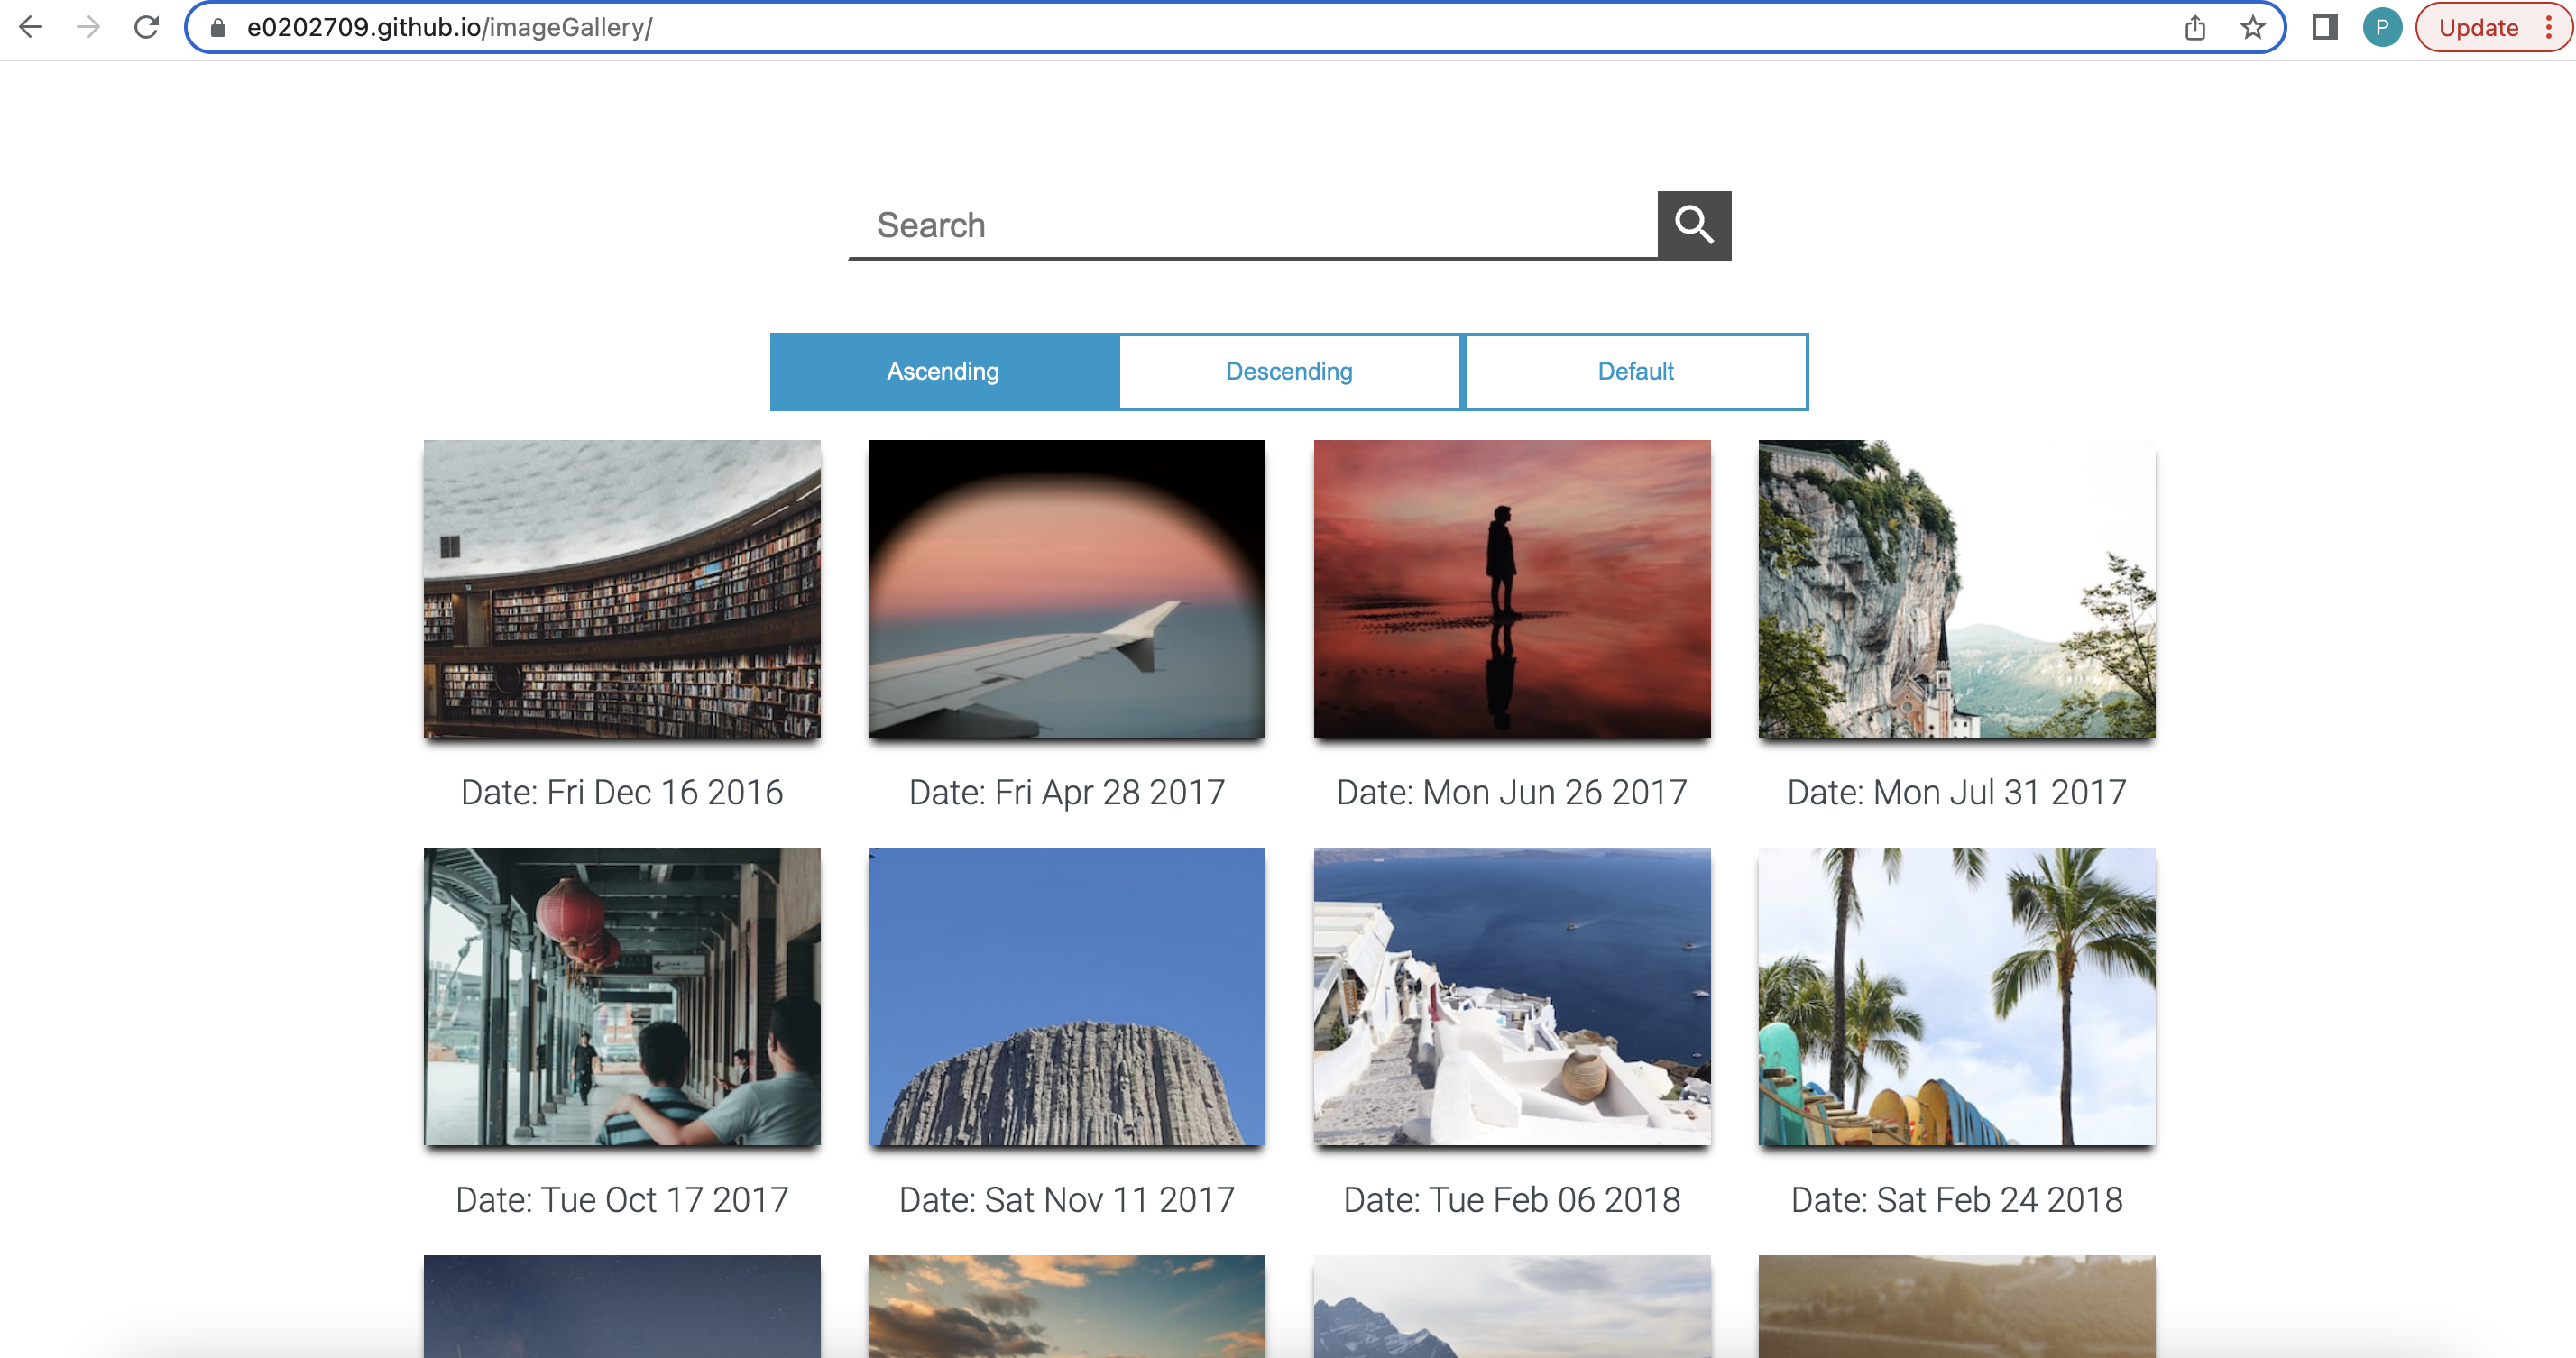 e0202709.github.io/imageGallery/
P
Update
Search
Ascending Descending Default
Date: Fri Dec 16 2016 Date: Fri Apr 28 2017 Date: Mon Jun 26 2017 Date: Mon Jul 31 2017
Date: Tue Oct 17 2017 Date: Sat Nov 11 2017 Date: Tue Feb 06 2018 Date: Sat Feb 24 2018